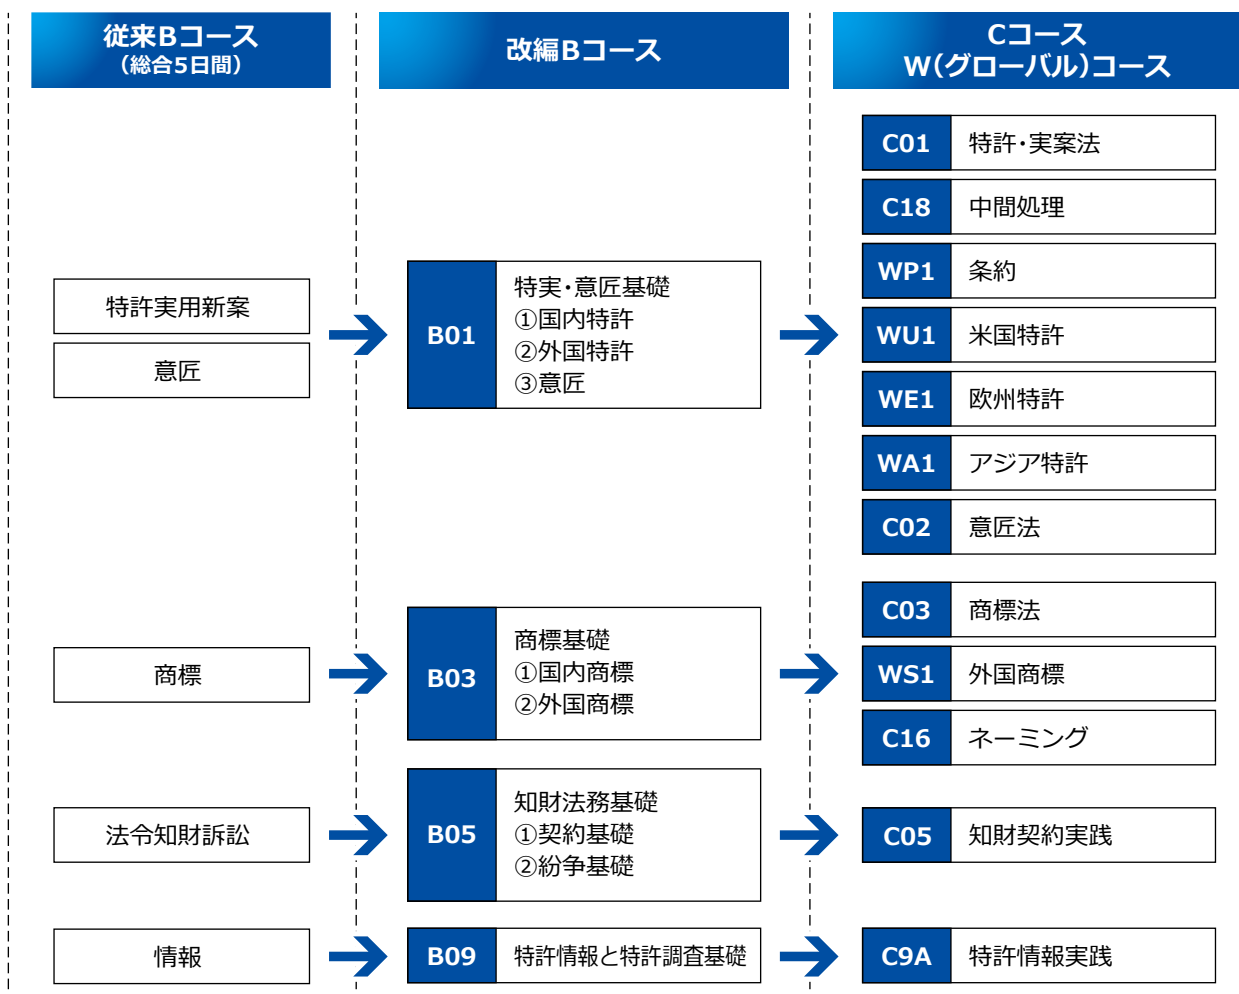 従来Bコース
（総合5日間）
改編Bコース
Cコース
W（グローバル）コース
特許実用新案
意匠
B01
特実・意匠基礎
①国内特許
②外国特許
③意匠
C01
特許・実案法
C18
中間処理
WP1
条約
WU1
米国特許
WE1
欧州特許
WA1
アジア特許
C02
意匠法
商標
B03
商標基礎
①国内商標
②外国商標
C03
商標法
WS1
外国商標
C16
ネーミング
法令知財訴訟
B05
知財法務基礎
①契約基礎
②紛争基礎
C05
知財契約実践
情報
B09
特許情報と特許調査基礎
C9A
特許情報実践